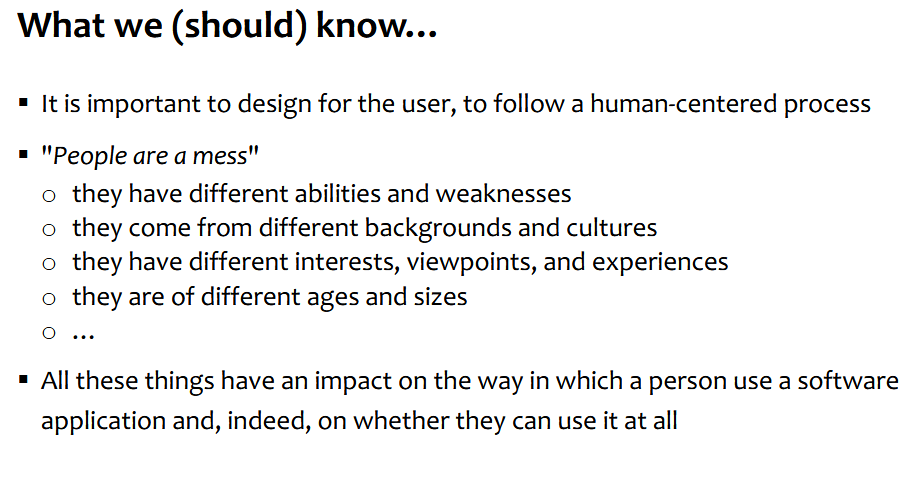 What we (should) know…
▪ It is important to design for the user, to follow a human-centered process
▪ "People are a mess"
o they have different abilities and weaknesses
o they come from different backgrounds and cultures
o they have different interests, viewpoints, and experiences
o they are of different ages and sizes
o …
▪ All these things have an impact on the way in which a person use a software
application and, indeed, on whether they can use it at all